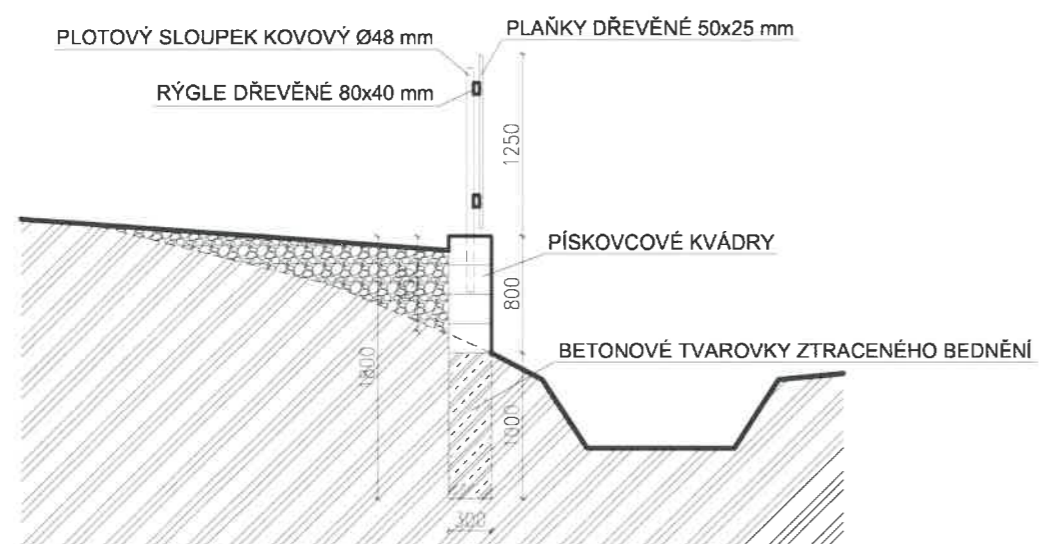 PLOTOVÝ SLOUPEK KOVOVÝ Ø48 mm
PLAŇKY DŘEVĚNÉ 50x25 mm
RÝGLE DŘEVĚNÉ 80x40 mm
1250
PÍSKOVCOVÉ KVÁDRY
800
BETONOVÉ TVAROVKY ZTRACENÉHO BEDNĚNÍ
1800
1000
300